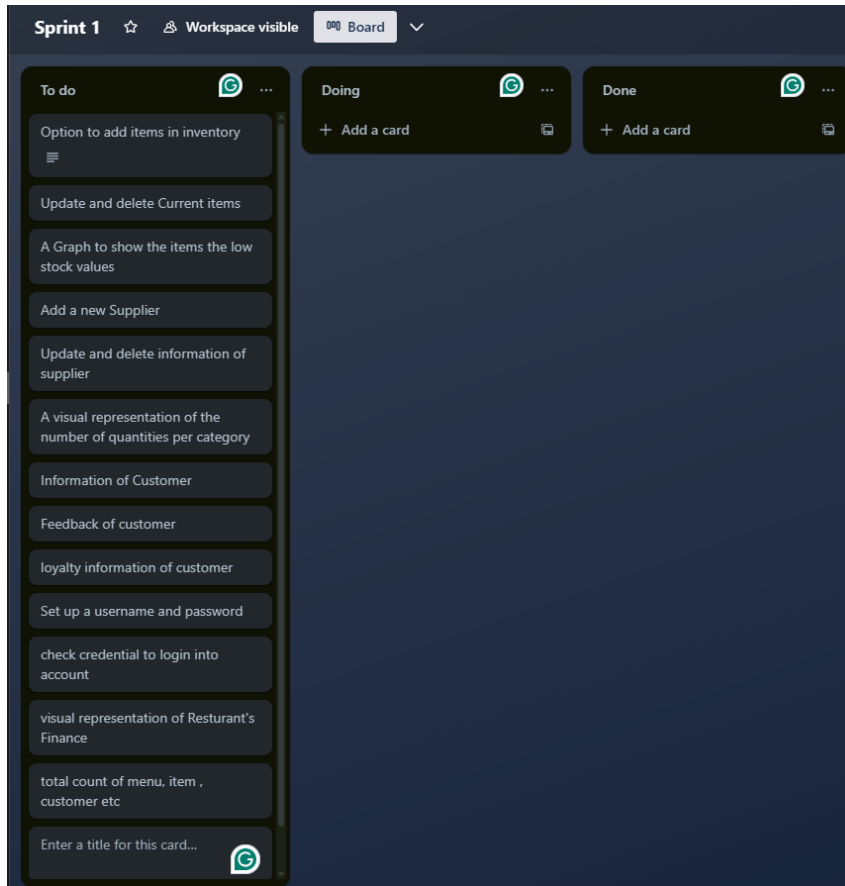 Sprint 1 Workspace visible Board
To do
Option to add items in inventory
Update and delete Current items
A Graph to show the items the low
stock values
Add a new Supplier
Update and delete information of
supplier
A visual representation of the
number of quantities per category
Information of Customer
Feedback of customer
loyalty information of customer
Set up a username and password
check credential to login into
account
visual representation of Resturant's
Finance
total count of menu, item ,
customer etc
Enter a title for this card...
Doing
+ Add a card
Done
+ Add a card